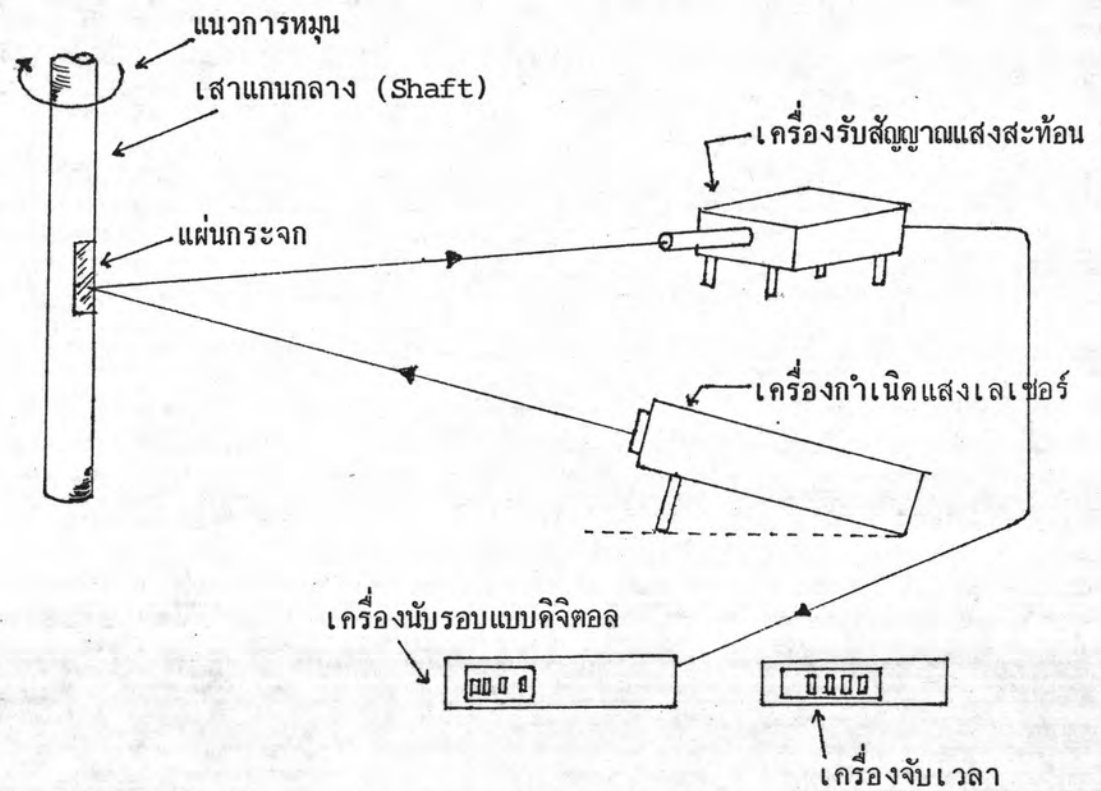 แนวการหมุน
เสาแกนกลาง (Shaft)
เครื่องรับสัญญาณแสงสะท้อน
แผ่นกระจก
เครื่องกำเนิดแสงเลเซอร์
เครื่องนับรอบแบบดิจิตอล
เครื่องจับเวลา